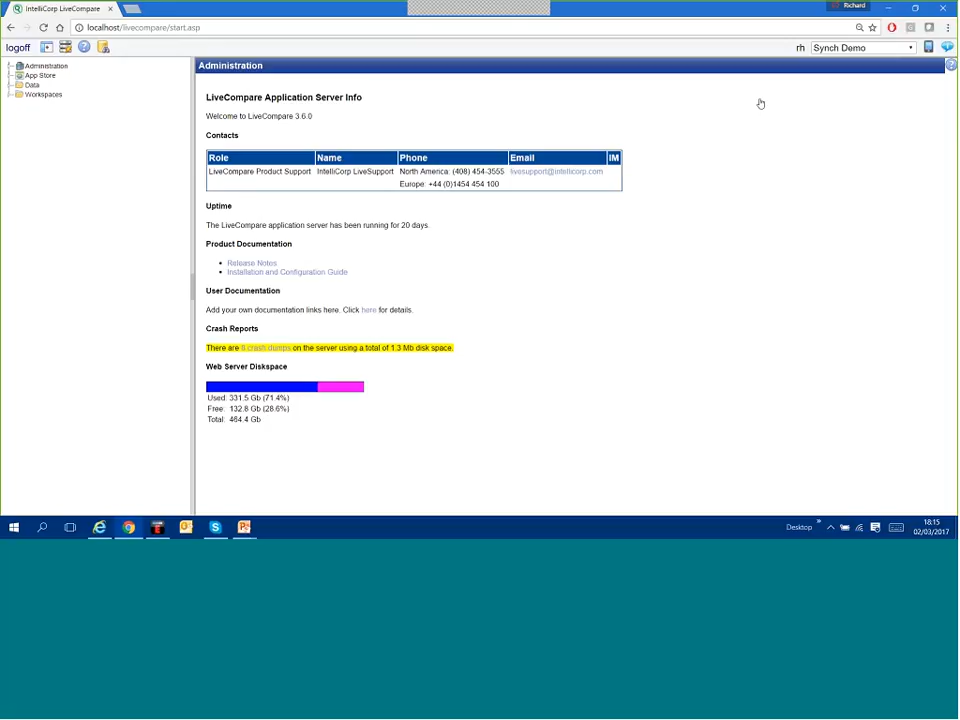 IntelliCorp LiveCompare
Richard
localhost/livecompare/start.asp
logoff
rh
Synch Demo
Administration
App Store
Data
Workspaces
Administration
LiveCompare Application Server Info
Welcome to LiveCompare 3.6.0
Contacts
Role Name Phone Email IM
LiveCompare Product Support IntelliCorp LiveSupport North America: (408) 454-3555 livesupport@intellicorp.com
Europe: +44 (0)1454 454 100
Uptime
The LiveCompare application server has been running for 20 days.
Product Documentation
Release Notes
Installation and Configuration Guide
User Documentation
Add your own documentation links here. Click here for details.
Crash Reports
There are crash dumps on the server using a total of 1.3 Mb disk space.
Web Server Diskspace
Used: 331.5 Gb (71.4%)
Free: 132.8 Gb (28.6%)
Total: 464.4 Gb
Desktop
18:15
02/03/2017